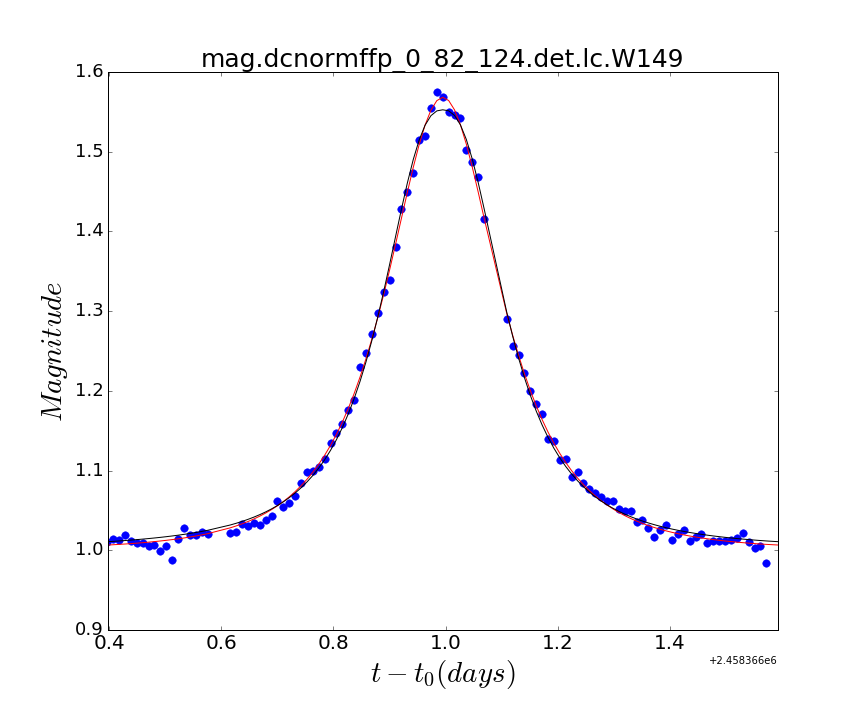 mag.dcnormffp_0_82_124.det.lc.W149
1.6
1.5
1.4
1.3
1.2
1.1
1.0
0.9
Magnitude
0.4 0.6 0.8 1.0 1.2 1.4
+2.458366e6
t − t₀(days)